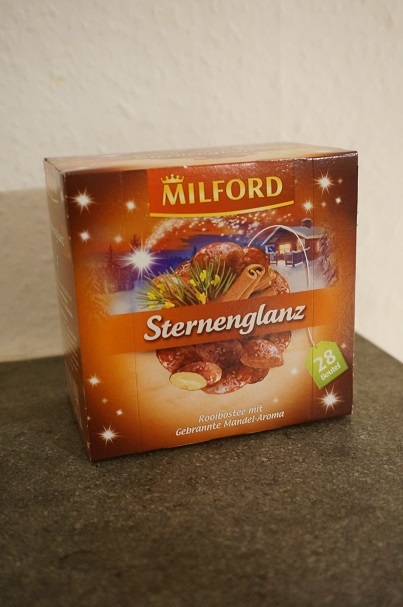 MILFORD
Sternenglanz
28
Beutel
Rooibostee mit
Gebrannte Mandel-Aroma